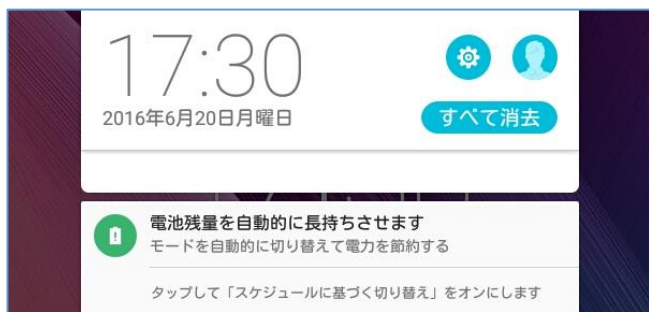 17:30
2016年6月20日月曜日
すべて消去
電池残量を自動的に長持ちさせます
モードを自動的に切り替えて電力を節約する
タップして「スケジュールに基づく切り替え」をオンにします